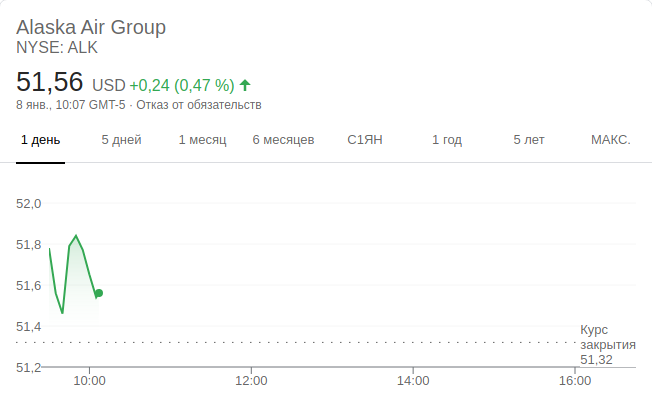 Alaska Air Group
NYSE: ALK
51,56 USD +0,24 (0,47 %)
8 янв., 10:07 GMT-5 · Отказ от обязательств
1 день 5 дней 1 месяц 6 месяцев С1ЯН 1 год 5 лет МАКС.
52,0
51,8
51,6
51,4
Курс
закрытия
51,32
51,2
10:00 12:00 14:00 16:00